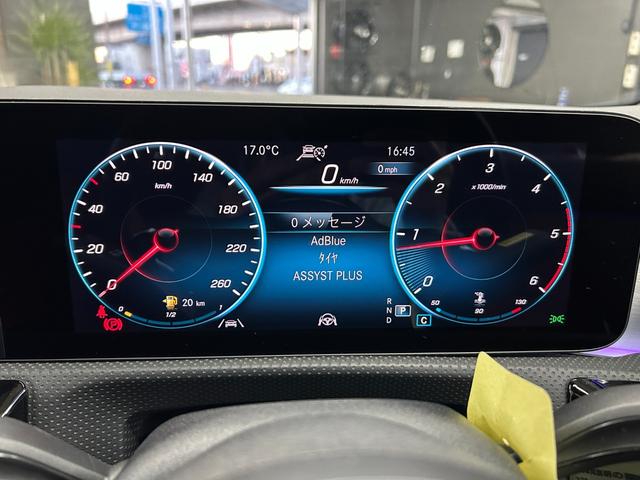 17.0°C
16:45
0 km/h
0 mph
0 メッセージ
AdBlue
タイヤ
ASSYST PLUS
0
20
40
60
100
140
180
220
260
km/h
20 km
0
1/2
1
0
1
2
3
4
5
6
x1000/min
50
90
130
R
N P
D C
(P)